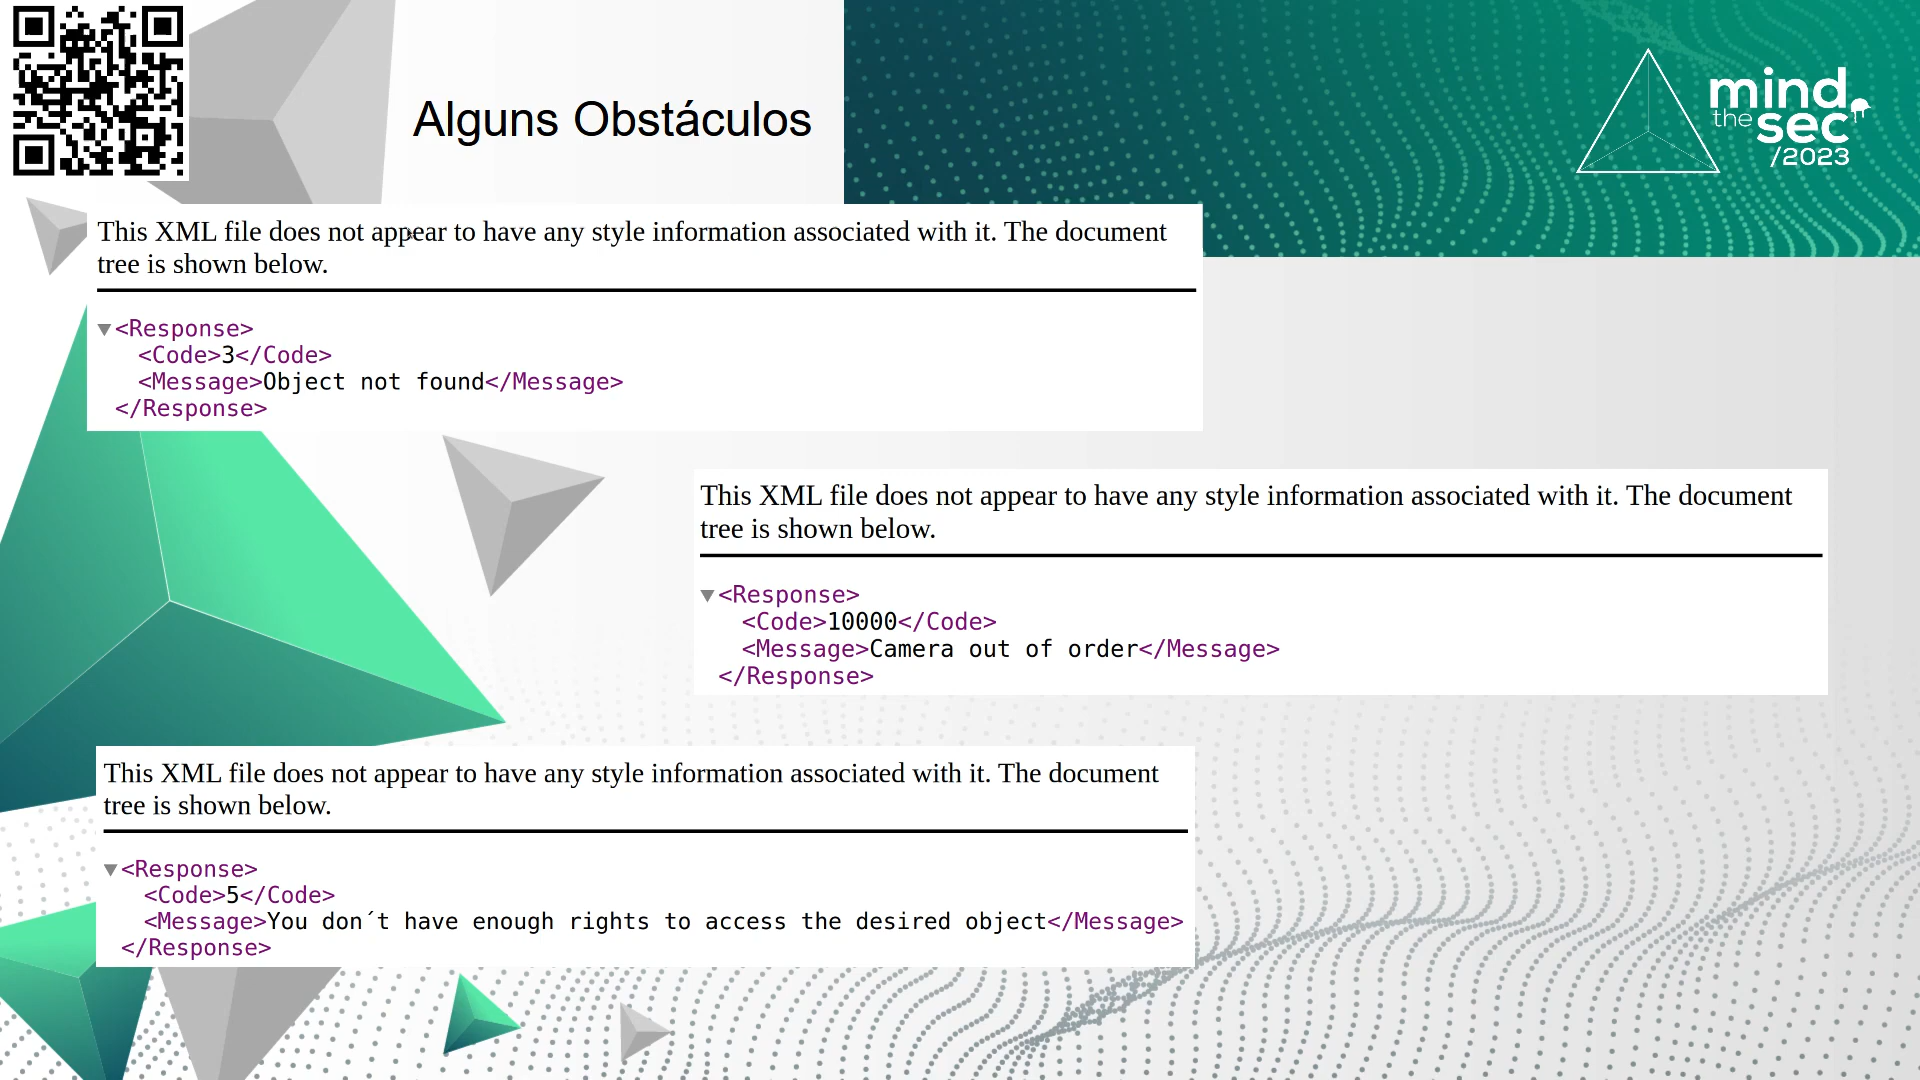 Alguns Obstáculos
mind
the sec
/2023
This XML file does not appear to have any style information associated with it. The document
tree is shown below.
<Response>
<Code>3</Code>
<Message>Object not found</Message>
</Response>
This XML file does not appear to have any style information associated with it. The document
tree is shown below.
<Response>
<Code>10000</Code>
<Message>Camera out of order</Message>
</Response>
This XML file does not appear to have any style information associated with it. The document
tree is shown below.
<Response>
<Code>5</Code>
<Message>You don´t have enough rights to access the desired object</Message>
</Response>